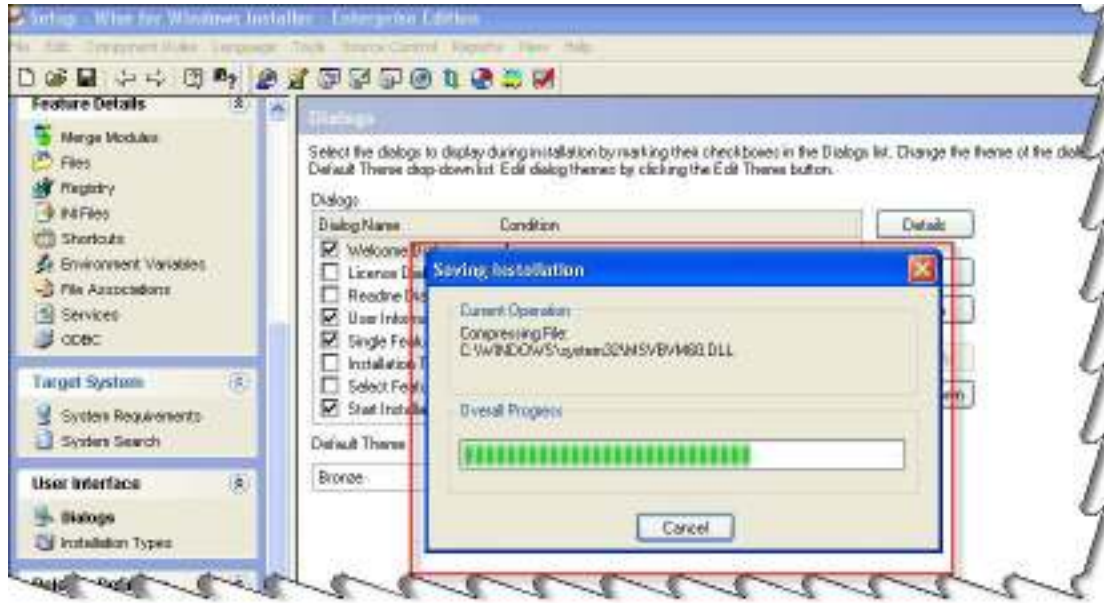 Setup - Wise for Windows Installer - Enterprise Edition
File Edit Component Rules Language Tools Source Control Reports View Help
Feature Details
Merge Modules
Files
Registry
INI Files
Shortcuts
Environment Variables
File Associations
Services
ODBC
Target System
System Requirements
System Search
User Interface
Dialogs
Installation Types
Dialogs
Select the dialogs to display during installation by marking their checkboxes in the Dialogs list. Change the theme of the
Default Theme drop-down list. Edit dialog themes by clicking the Edit Theme button.
Dialogs
Dialog Name Condition
Details
Welcome
License
Readme
User
Single
Installation
Select
Start
Default Theme
Bronze
Saving Installation
Current Operation
Compressing File:
C:\WINDOWS\system32\MSVBVM60.DLL
Overall Progress
Cancel